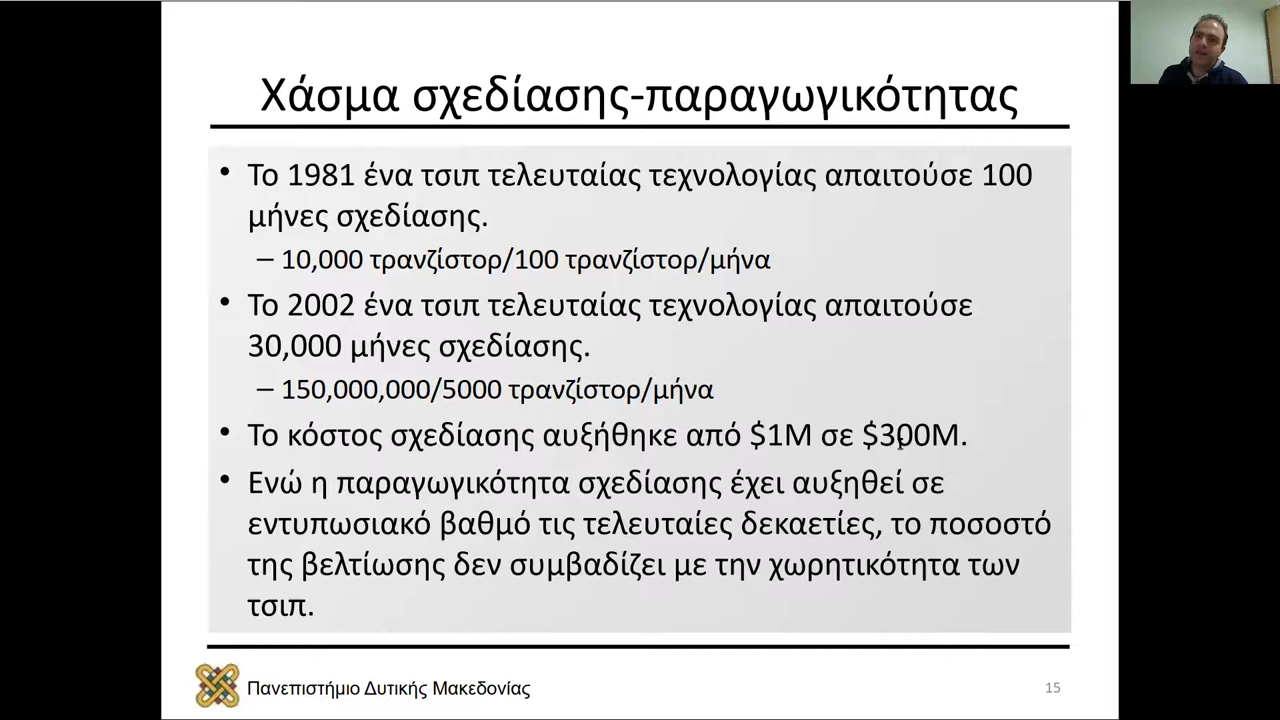 Χάσμα σχεδίασης-παραγωγικότητας
• Το 1981 ένα τσιπ τελευταίας τεχνολογίας απαιτούσε 100
μήνες σχεδίασης.
– 10,000 τρανζίστορ/100 τρανζίστορ/μήνα
• Το 2002 ένα τσιπ τελευταίας τεχνολογίας απαιτούσε
30,000 μήνες σχεδίασης.
– 150,000,000/5000 τρανζίστορ/μήνα
• Το κόστος σχεδίασης αυξήθηκε από $1M σε $300M.
• Ενώ η παραγωγικότητα σχεδίασης έχει αυξηθεί σε
εντυπωσιακό βαθμό τις τελευταίες δεκαετίες, το ποσοστό
της βελτίωσης δεν συμβαδίζει με την χωρητικότητα των
τσιπ.
Πανεπιστήμιο Δυτικής Μακεδονίας
15